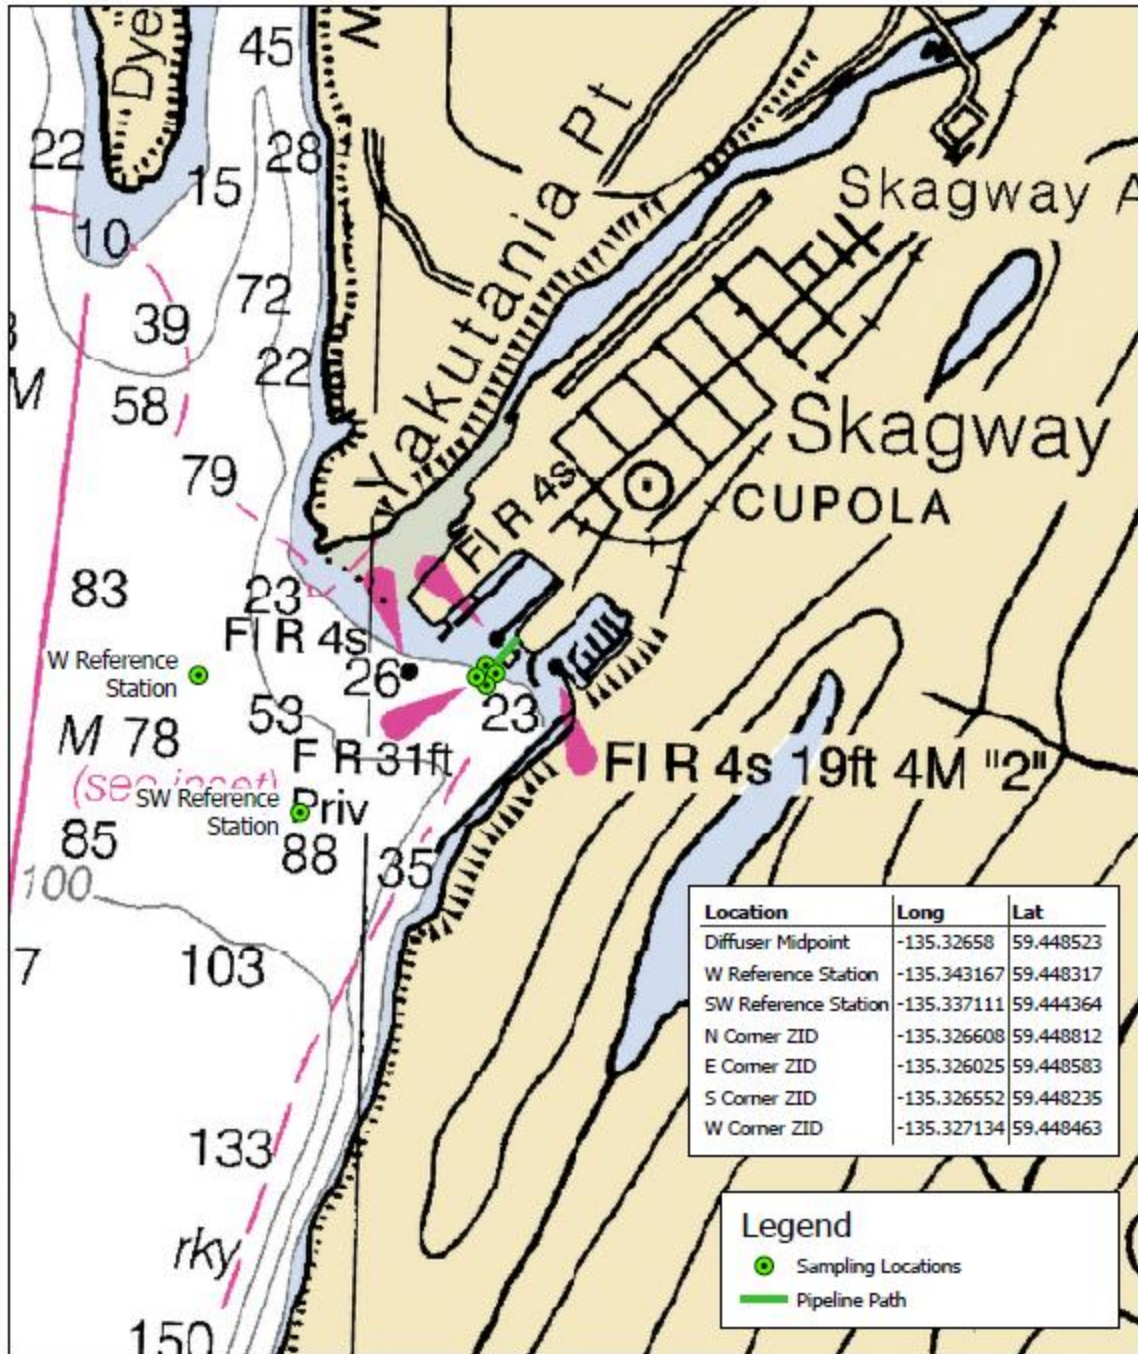 Dye
45
22
28
15
10
72
39
22
58
M
79
Yakutania Pt
Skagway A
Skagway
CUPOLA
Fl R 4s
83
23
Fl R 4s
W Reference
Station
26
53
23
M 78
F R 31ft
Fl R 4s 19ft 4M "2"
(see inset)
SW Reference
Station
Priv
85
88
35
100
7
103
133
rky
150
Location Long Lat
Diffuser Midpoint -135.32658 59.448523
W Reference Station -135.343167 59.448317
SW Reference Station -135.337111 59.444364
N Corner ZID -135.326608 59.448812
E Corner ZID -135.326025 59.448583
S Corner ZID -135.326552 59.448235
W Corner ZID -135.327134 59.448463
Legend
Sampling Locations
Pipeline Path